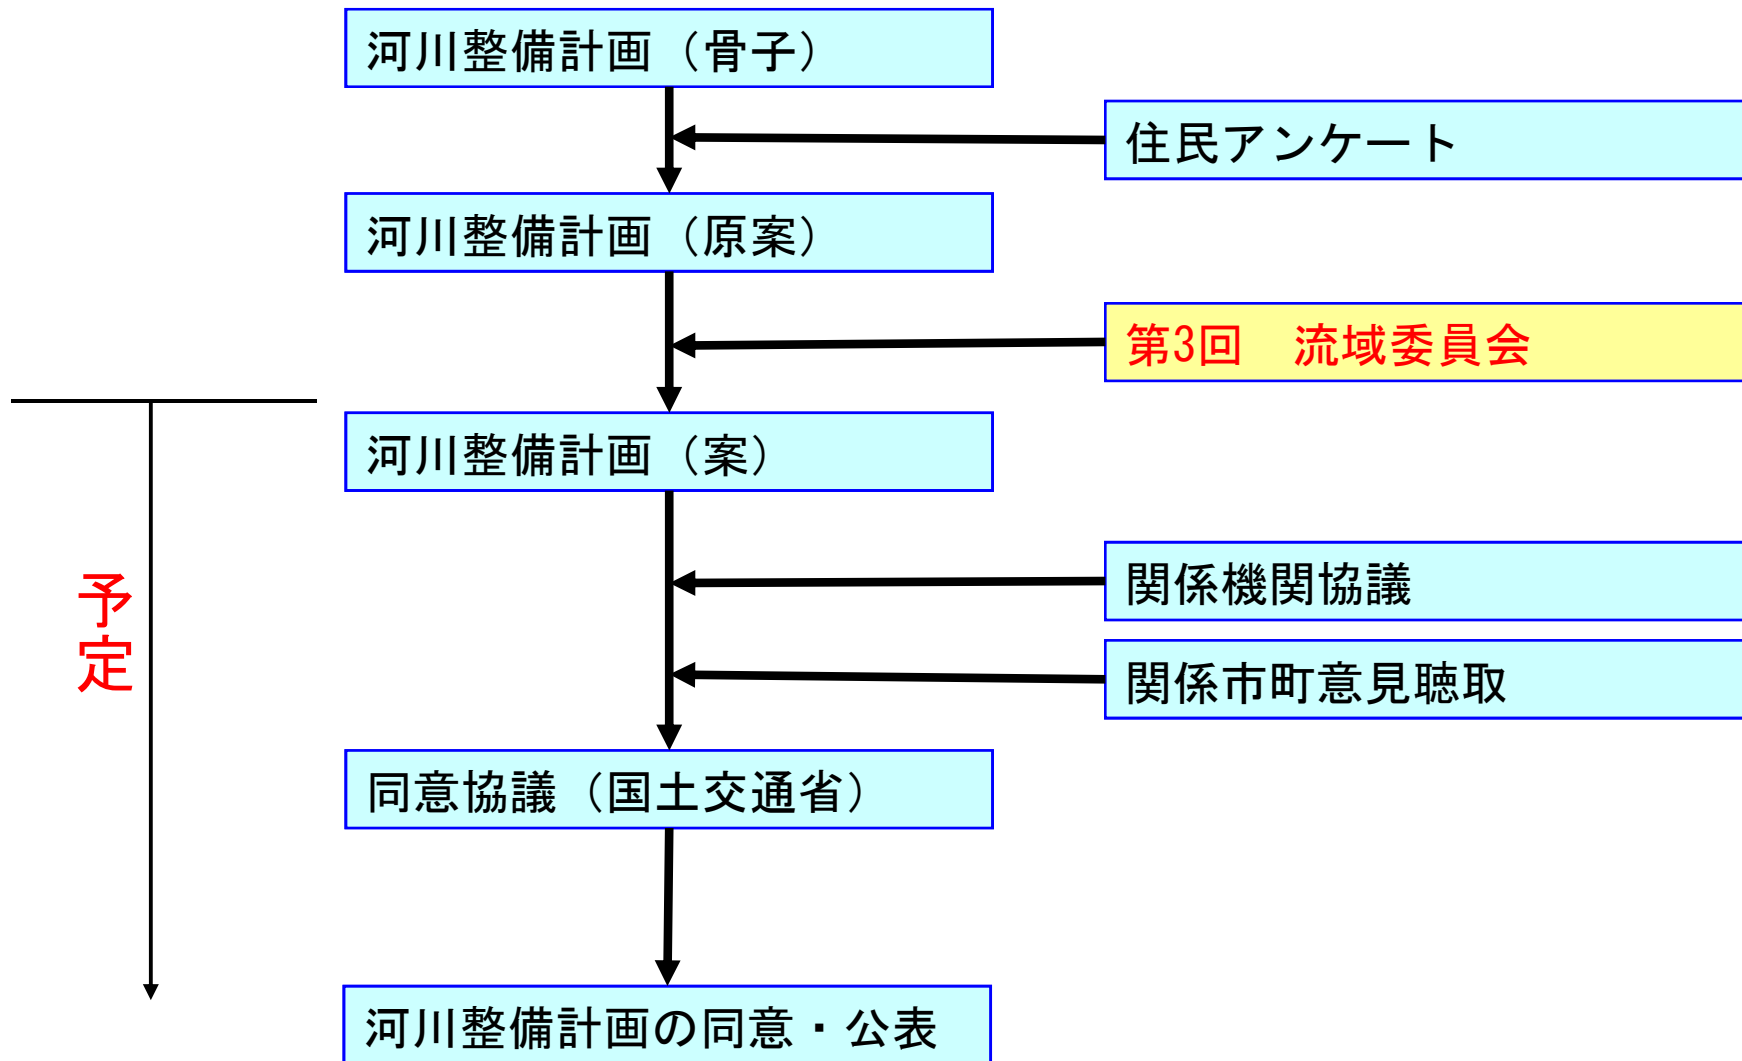 河川整備計画（骨子）
住民アンケート
河川整備計画（原案）
第3回　流域委員会
河川整備計画（案）
予定
関係機関協議
関係市町意見聴取
同意協議（国土交通省）
河川整備計画の同意・公表